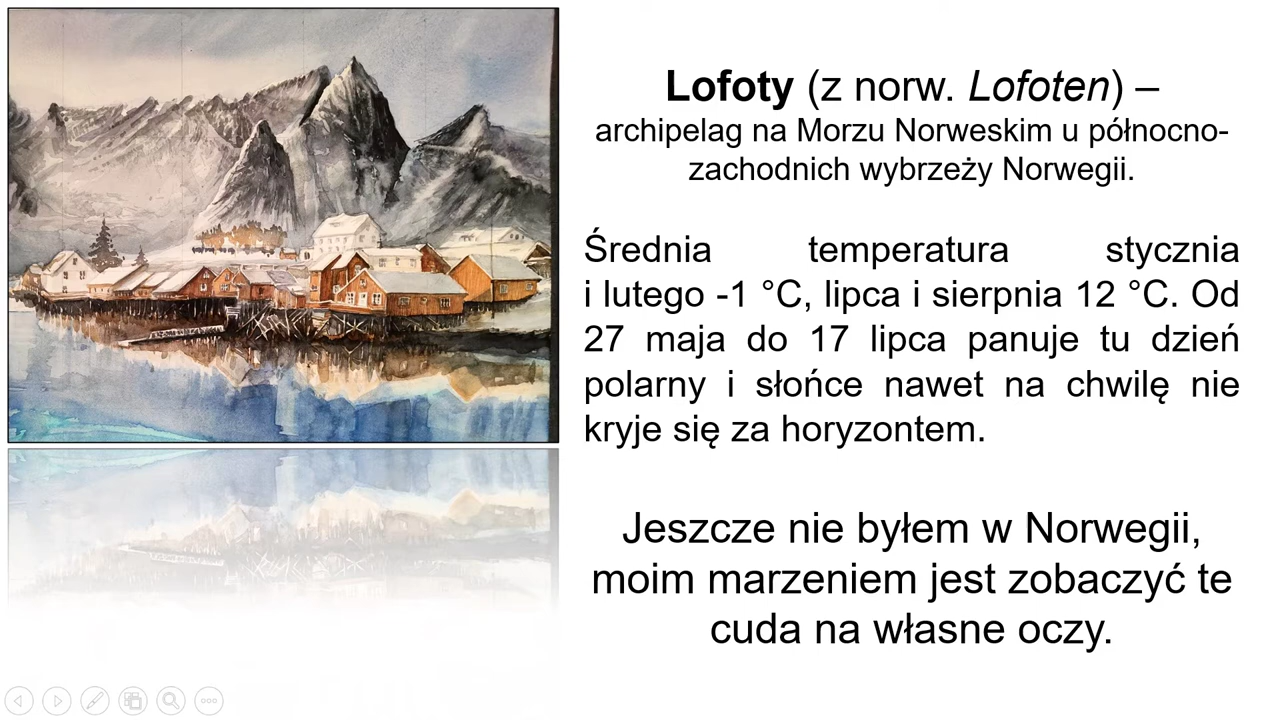 Lofoty (z norw. Lofoten) –
archipelag na Morzu Norweskim u północno-
zachodnich wybrzeży Norwegii.
Średnia temperatura stycznia
i lutego -1 °C, lipca i sierpnia 12 °C. Od
27 maja do 17 lipca panuje tu dzień
polarny i słońce nawet na chwilę nie
kryje się za horyzontem.
Jeszcze nie byłem w Norwegii,
moim marzeniem jest zobaczyć te
cuda na własne oczy.